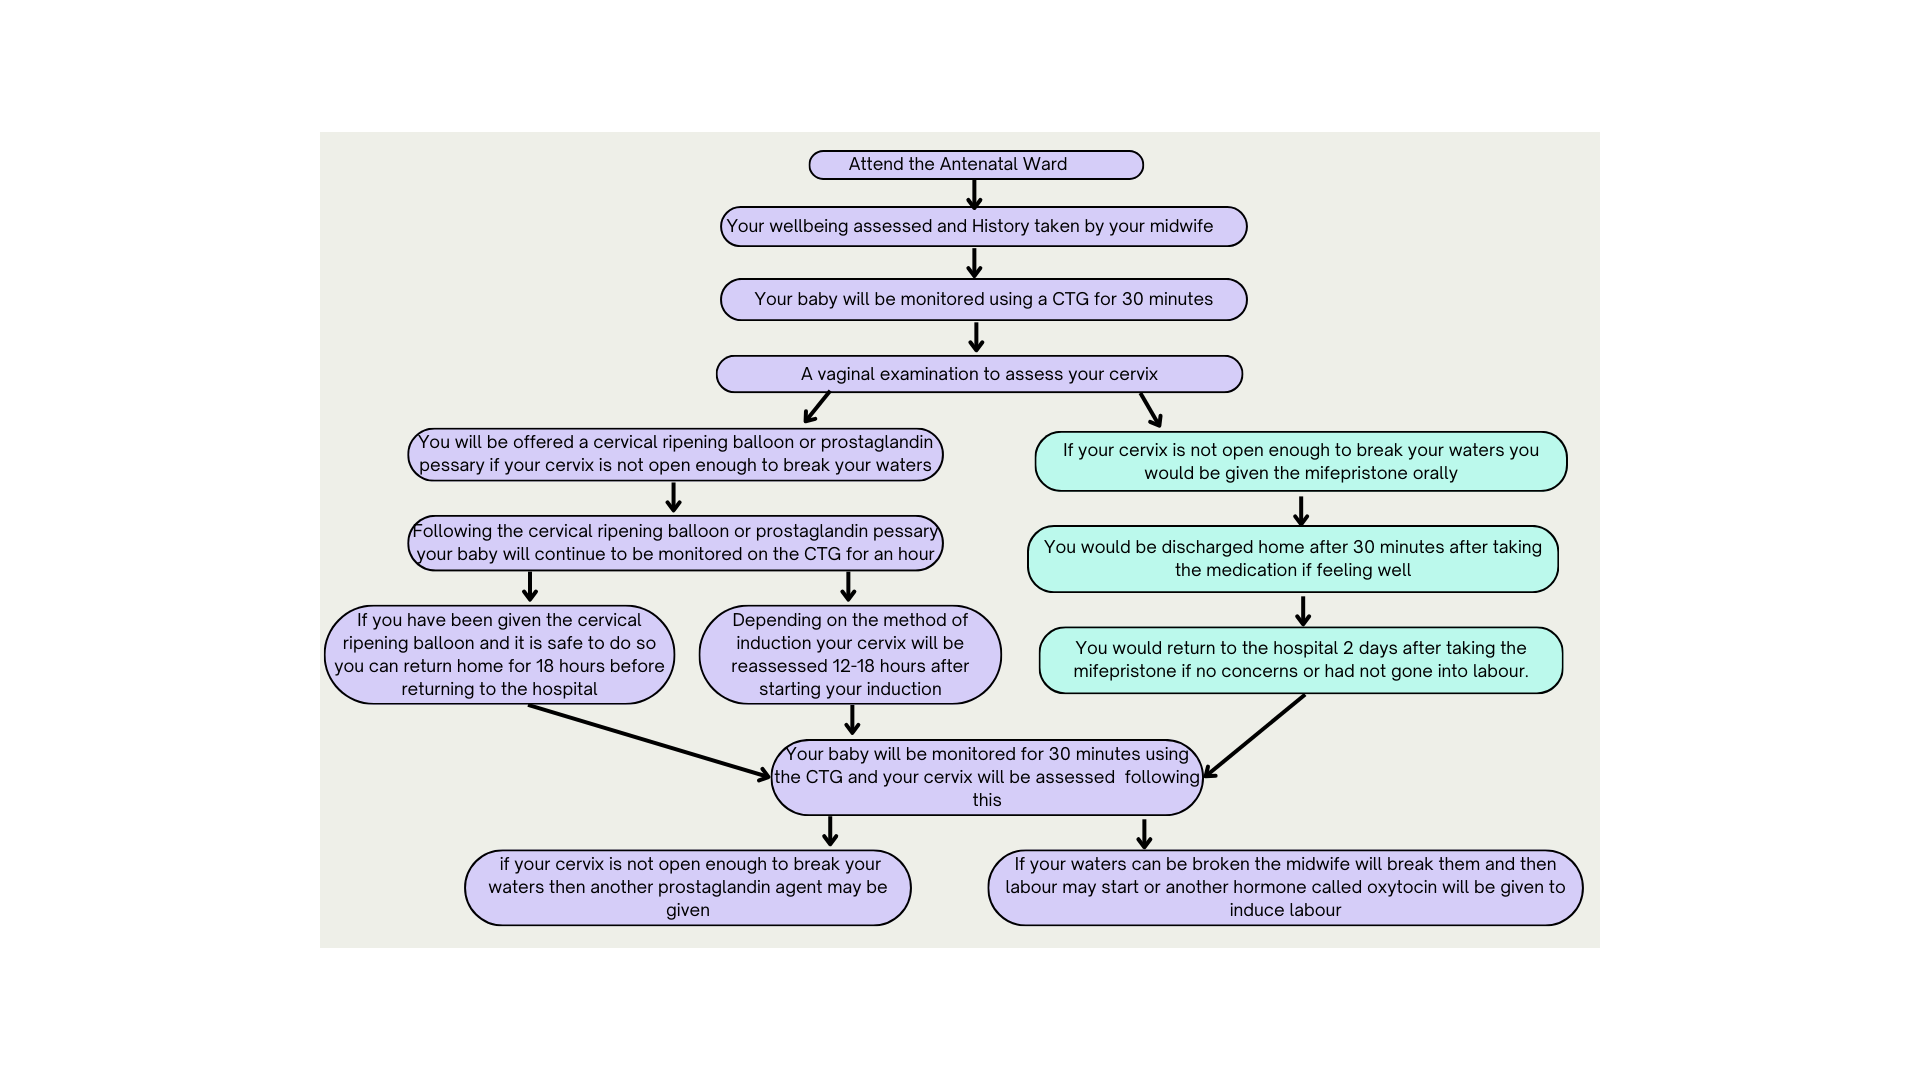 Attend the Antenatal Ward
Your wellbeing assessed and History taken by your midwife
Your baby will be monitored using a CTG for 30 minutes
A vaginal examination to assess your cervix
You will be offered a cervical ripening balloon or prostaglandin
pessary if your cervix is not open enough to break your waters
If your cervix is not open enough to break your waters you
would be given the mifepristone orally
Following the cervical ripening balloon or prostaglandin pessary
your baby will continue to be monitored on the CTG for an hour
You would be discharged home after 30 minutes after taking
the medication if feeling well
If you have been given the cervical
ripening balloon and it is safe to do so
you can return home for 18 hours before
returning to the hospital
Depending on the method of
induction your cervix will be
reassessed 12-18 hours after
starting your induction
You would return to the hospital 2 days after taking the
mifepristone if no concerns or had not gone into labour.
Your baby will be monitored for 30 minutes using
the CTG and your cervix will be assessed following
this
if your cervix is not open enough to break your
waters then another prostaglandin agent may be
given
If your waters can be broken the midwife will break them and then
labour may start or another hormone called oxytocin will be given to
induce labour